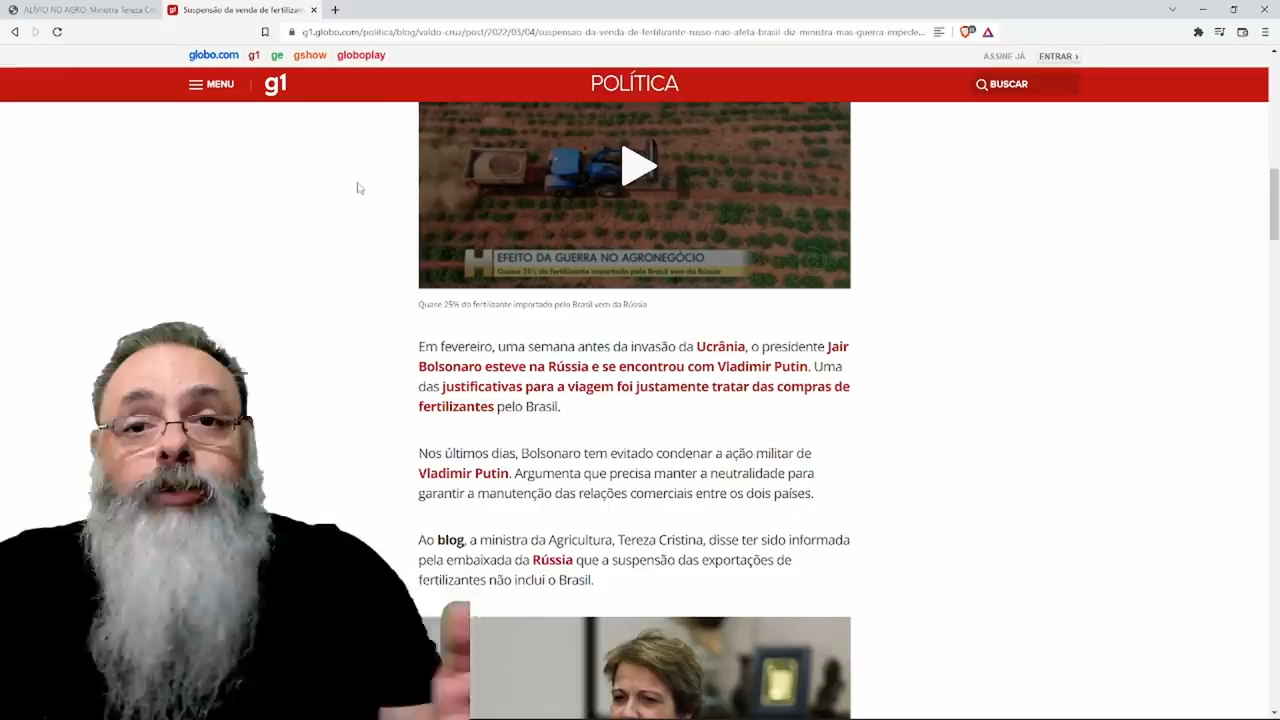 ALÍVIO NO AGRO: Ministra Tereza Cris
Suspensão da venda de fertilizan
g1.globo.com/politica/blog/valdo-cruz/post/2022/03/04/suspensao-da-venda-de-fertilizante-russo-nao-afeta-brasil-diz-ministra-mas-guerra-impede...
globo.com g1 ge gshow globoplay
ASSINE JÁ ENTRAR ›
MENU g1 POLÍTICA BUSCAR
H EFEITO DA GUERRA NO AGRONEGÓCIO
Quase 25% do fertilizante importado pelo Brasil vem da Rússia
Quase 25% do fertilizante importado pelo Brasil vem da Rússia
Em fevereiro, uma semana antes da invasão da Ucrânia, o presidente Jair
Bolsonaro esteve na Rússia e se encontrou com Vladimir Putin. Uma
das justificativas para a viagem foi justamente tratar das compras de
fertilizantes pelo Brasil.
Nos últimos dias, Bolsonaro tem evitado condenar a ação militar de
Vladimir Putin. Argumenta que precisa manter a neutralidade para
garantir a manutenção das relações comerciais entre os dois países.
Ao blog, a ministra da Agricultura, Tereza Cristina, disse ter sido informada
pela embaixada da Rússia que a suspensão das exportações de
fertilizantes não inclui o Brasil.